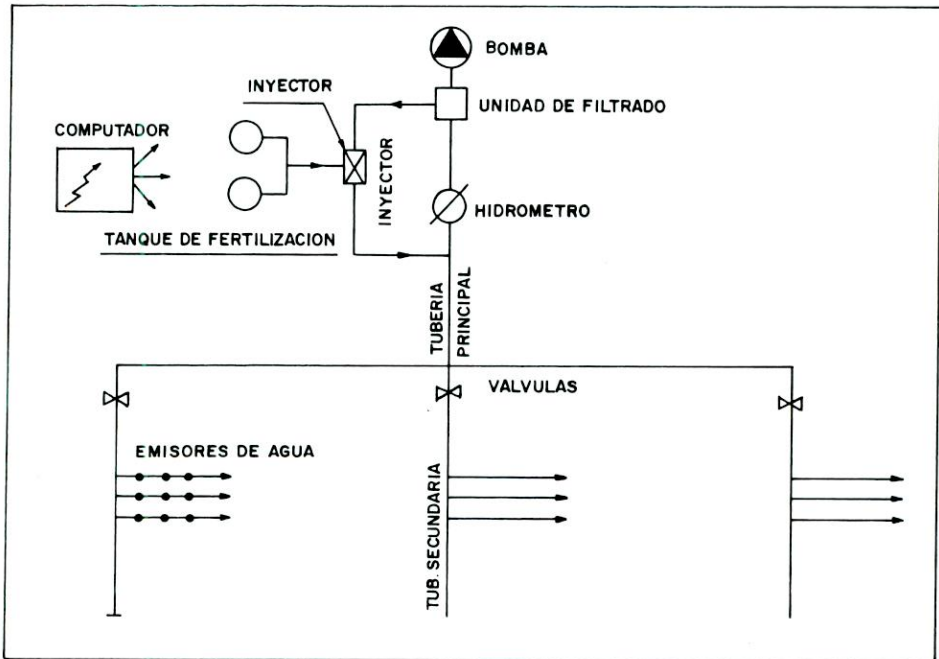 BOMBA
INYECTOR
UNIDAD DE FILTRADO
COMPUTADOR
INYECTOR
HIDROMETRO
TANQUE DE FERTILIZACION
TUBERIA
PRINCIPAL
VALVULAS
EMISORES DE AGUA
TUB. SECUNDARIA